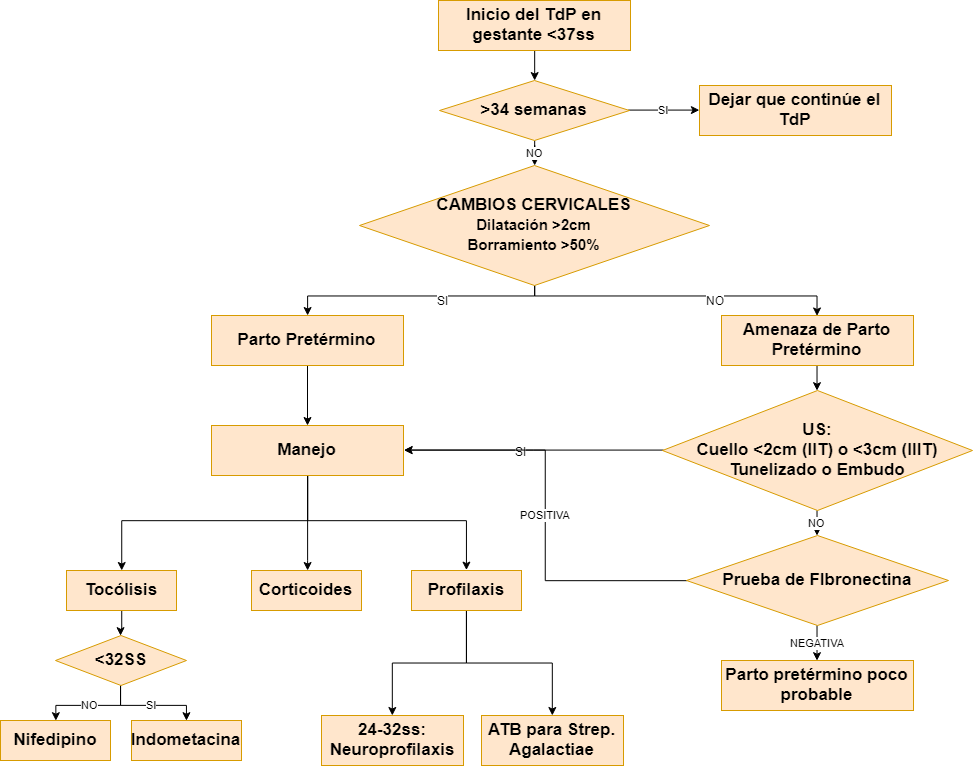 Inicio del TdP en
gestante <37ss
>34 semanas
SI
Dejar que continúe el
TdP
NO
CAMBIOS CERVICALES
Dilatación >2cm
Borramiento >50%
SI
NO
Parto Pretérmino
Amenaza de Parto
Pretérmino
US:
Cuello <2cm (IIT) o <3cm (IIIT)
Tunelizado o Embudo
Manejo
SI
POSITIVA
NO
Prueba de FIbronectina
Tocólisis
Corticoides
Profilaxis
NEGATIVA
<32SS
Parto pretérmino poco
probable
NO
SI
Nifedipino
Indometacina
24-32ss:
Neuroprofilaxis
ATB para Strep.
Agalactiae